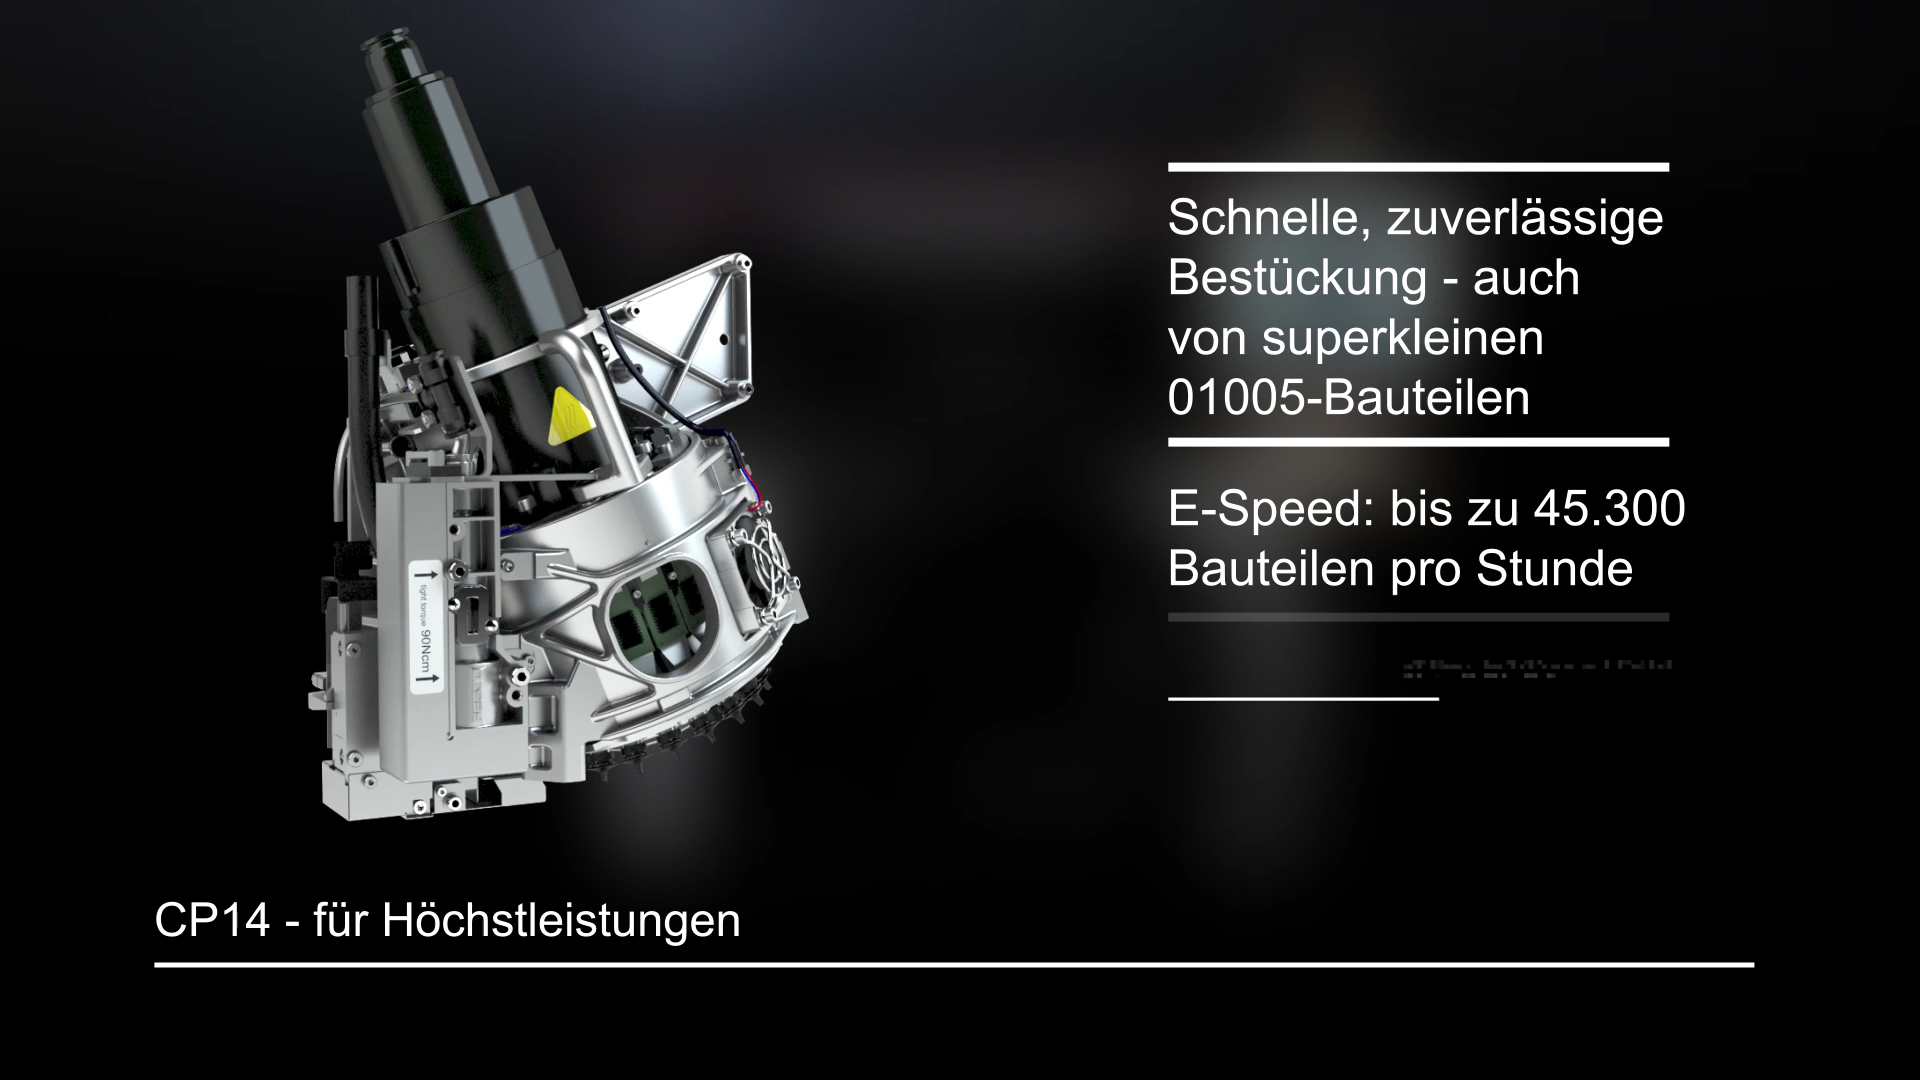 Schnelle, zuverlässige
Bestückung - auch
von superkleinen
01005-Bauteilen
E-Speed: bis zu 45.300
Bauteilen pro Stunde
tight torque 90Ncm
CP14 - für Höchstleistungen